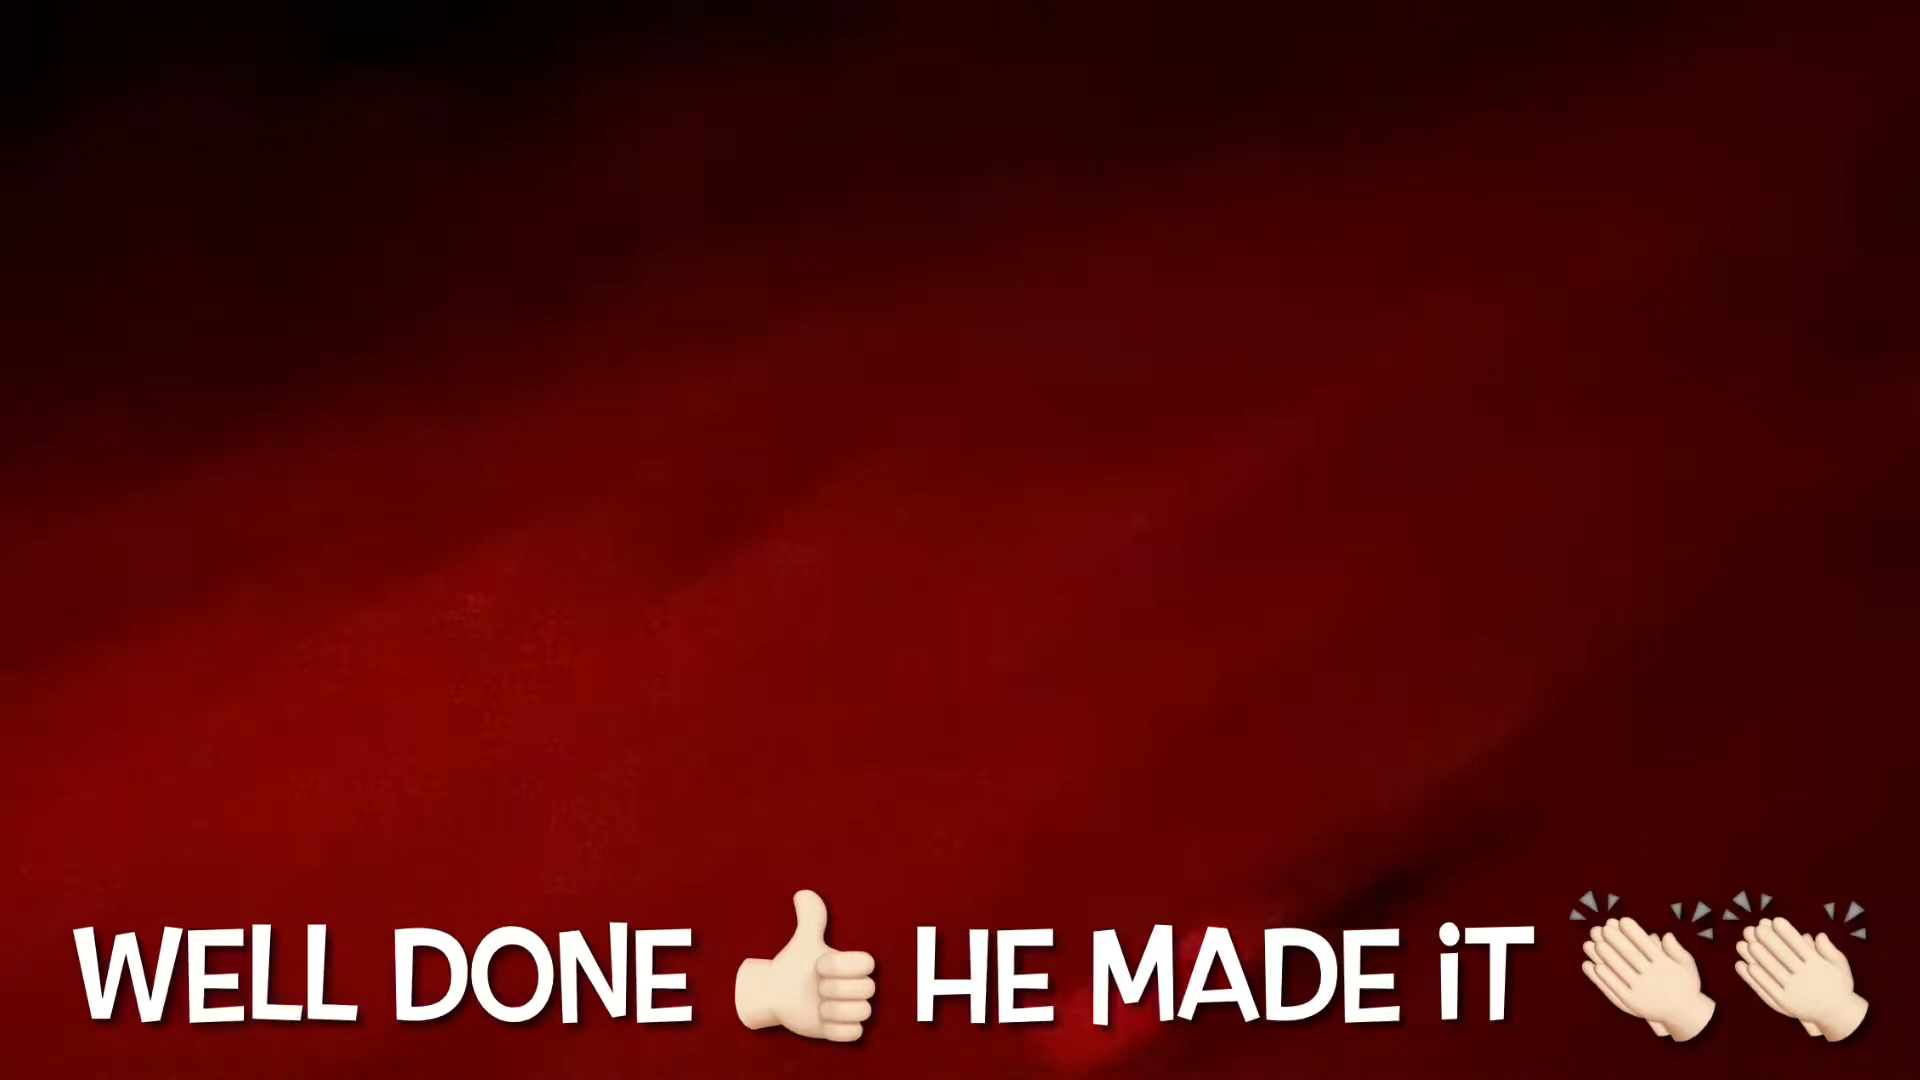 WELL DONE 👍🏻 HE MADE iT 👏🏻👏🏻